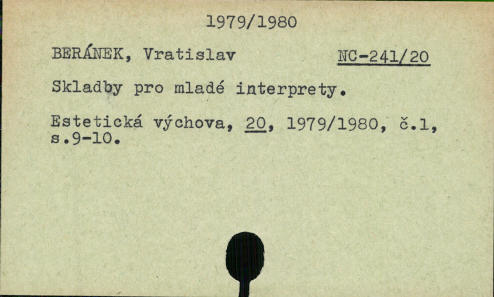 1979/1980
BERÁNEK, Vratislav NC-241/20
Skladby pro mladé interprety.
Estetická výchova, 20, 1979/1980, č.1,
s.9-10.